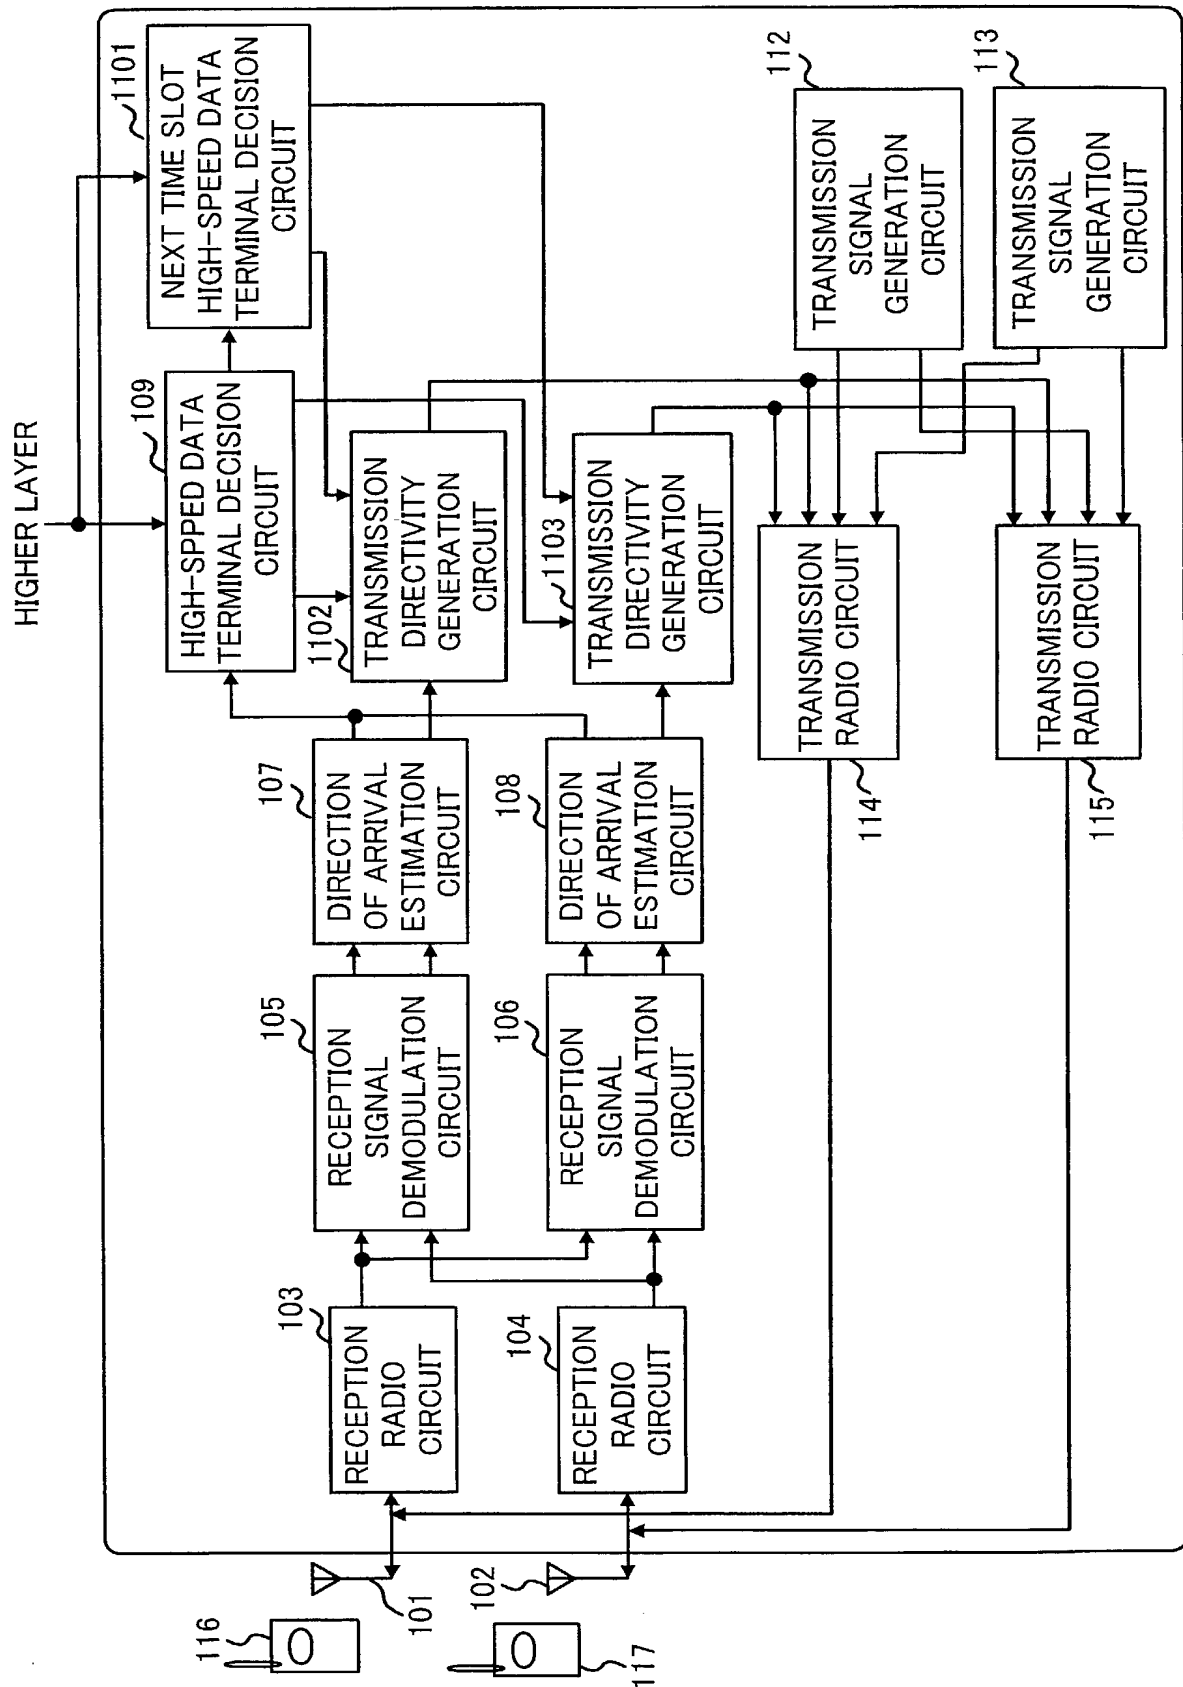 HIGHER LAYER
109
HIGH-SPPED DATA
TERMINAL DECISION
CIRCUIT
1101
NEXT TIME SLOT
HIGH-SPEED DATA
TERMINAL DECISION
CIRCUIT
116
101
103
RECEPTION
RADIO
CIRCUIT
105
RECEPTION
SIGNAL
DEMODULATION
CIRCUIT
107
DIRECTION
OF ARRIVAL
ESTIMATION
CIRCUIT
1102
TRANSMISSION
DIRECTIVITY
GENERATION
CIRCUIT
117
102
104
RECEPTION
RADIO
CIRCUIT
106
RECEPTION
SIGNAL
DEMODULATION
CIRCUIT
108
DIRECTION
OF ARRIVAL
ESTIMATION
CIRCUIT
1103
TRANSMISSION
DIRECTIVITY
GENERATION
CIRCUIT
114
TRANSMISSION
RADIO CIRCUIT
112
TRANSMISSION
SIGNAL
GENERATION
CIRCUIT
115
TRANSMISSION
RADIO CIRCUIT
113
TRANSMISSION
SIGNAL
GENERATION
CIRCUIT